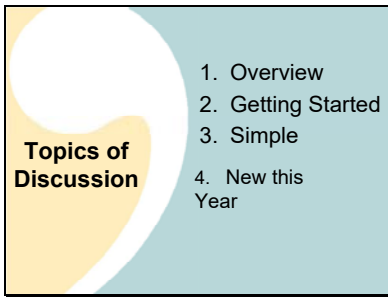 Topics of
Discussion
1. Overview
2. Getting Started
3. Simple
4. New this
Year